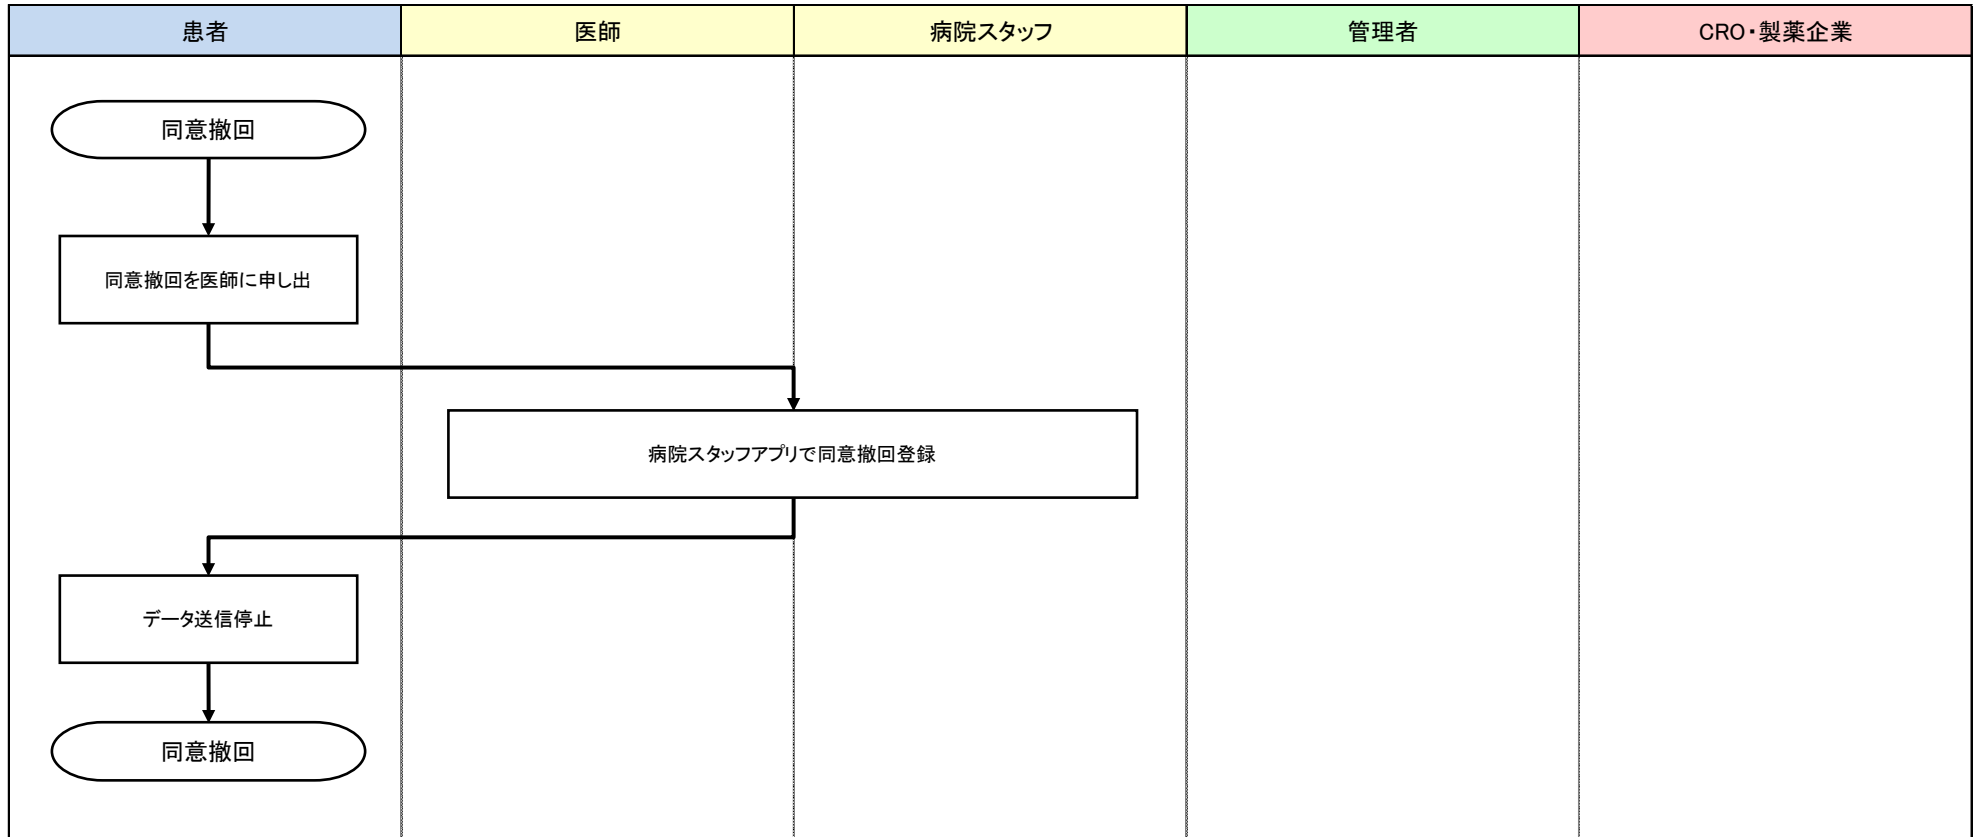 患者
医師
病院スタッフ
管理者
CRO・製薬企業
同意撤回
同意撤回を医師に申し出
病院スタッフアプリで同意撤回登録
データ送信停止
同意撤回